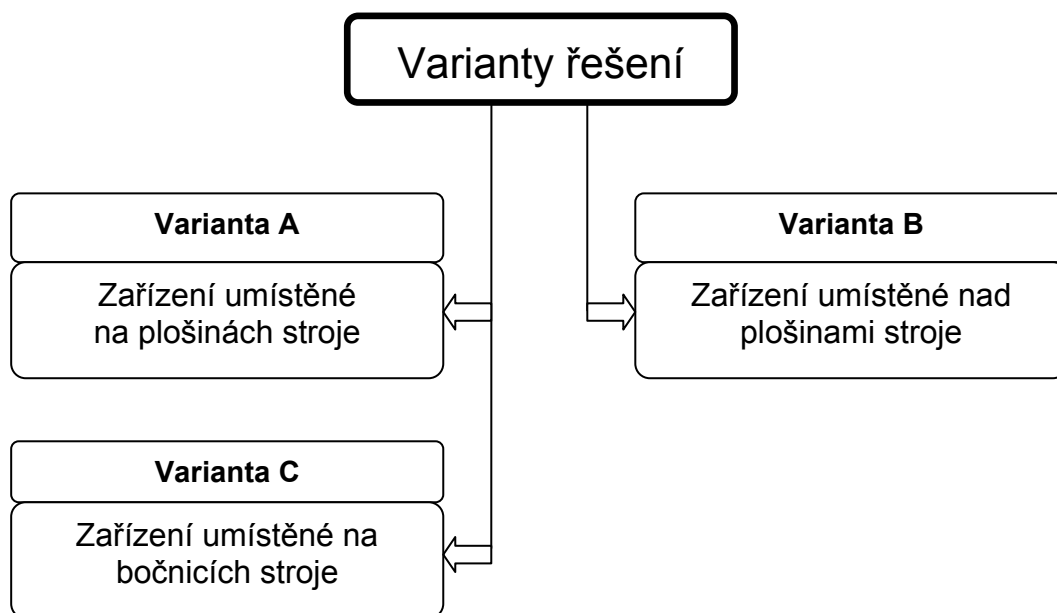 Varianty řešení
Varianta A
Zařízení umístěné
na plošinách stroje
Varianta B
Zařízení umístěné nad
plošinami stroje
Varianta C
Zařízení umístěné na
bočnicích stroje